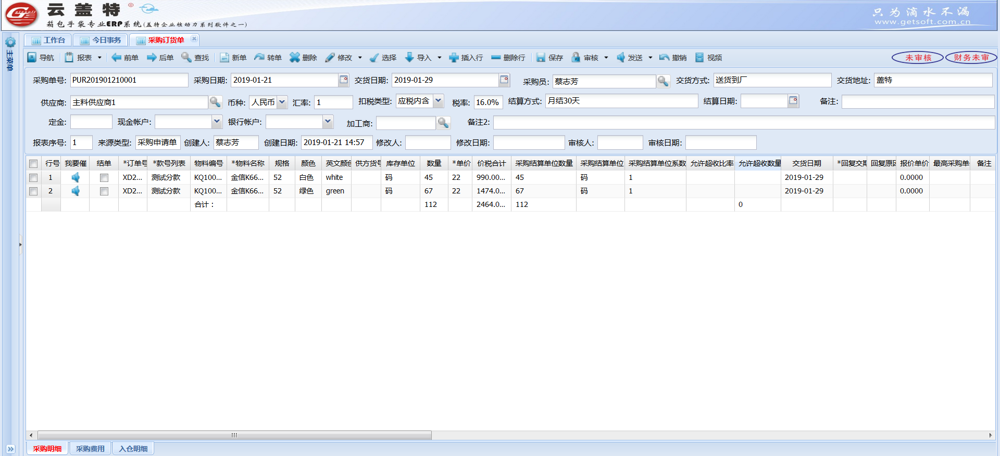 Getsoft
云盖特 ®
箱包手袋专业ERP系统(盖特企业核动力系列软件之一)
只为滴水不漏
www.getsoft.com.cn
主菜单
工作台 今日事务 采购订货单
导航 报表 前单 后单 查找 新单 转单 删除 修改 选择 导入 插入行 删除行 保存 审核 发送 撤销 视频 未审核 财务未审
采购单号: PUR201901210001 采购日期: 2019-01-21 交货日期: 2019-01-29 采购员: 蔡志芳 交货方式: 送货到厂 交货地址: 盖特
供应商: 主料供应商1 币种: 人民币 汇率: 1 扣税类型: 应税内含 税率: 16.0% 结算方式: 月结30天 结算日期: 备注:
定金: 现金帐户: 银行帐户: 加工商: 备注2:
报表序号: 1 来源类型: 采购申请单 创建人: 蔡志芳 创建日期: 2019-01-21 14:57 修改人: 修改日期: 审核人: 审核日期:
行号 我要催 结单 *订单号 *款号列表 物料编号 *物料名称 规格 颜色 英文颜色 供方货号 库存单位 数量 *单价 价税合计 采购结算单位数量 采购结算单位 采购结算单位系数 允许超收比率 允许超收数量 交货日期 *回复交期 回复原因 报价单价 最高采购单 备注
1 XD2... 测试分款 KQ100... 金信K66... 52 白色 white 码 45 22 990.00... 45 码 1 2019-01-29 0.0000
2 XD2... 测试分款 KQ100... 金信K66... 52 绿色 green 码 67 22 1474.0... 67 码 1 2019-01-29 0.0000
合计： 112 2464.0... 112 0
采购明细 采购费用 入仓明细